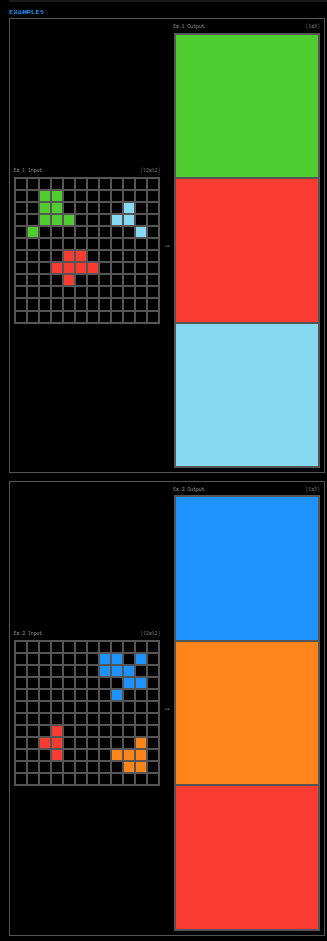 EXAMPLES
Ex.1 Output (1x3)
Ex.1 Input (12x12)
→
Ex.2 Output (1x3)
Ex.2 Input (12x12)
→